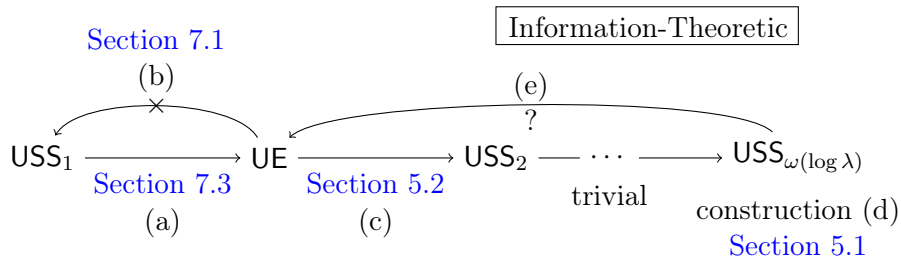 Information-Theoretic
Section 7.1
(b)
(e)
?
USS₁ UE USS₂ ⋯ USS_{ω(log λ)}
Section 7.3 Section 5.2 trivial
(a) (c) construction (d)
Section 5.1